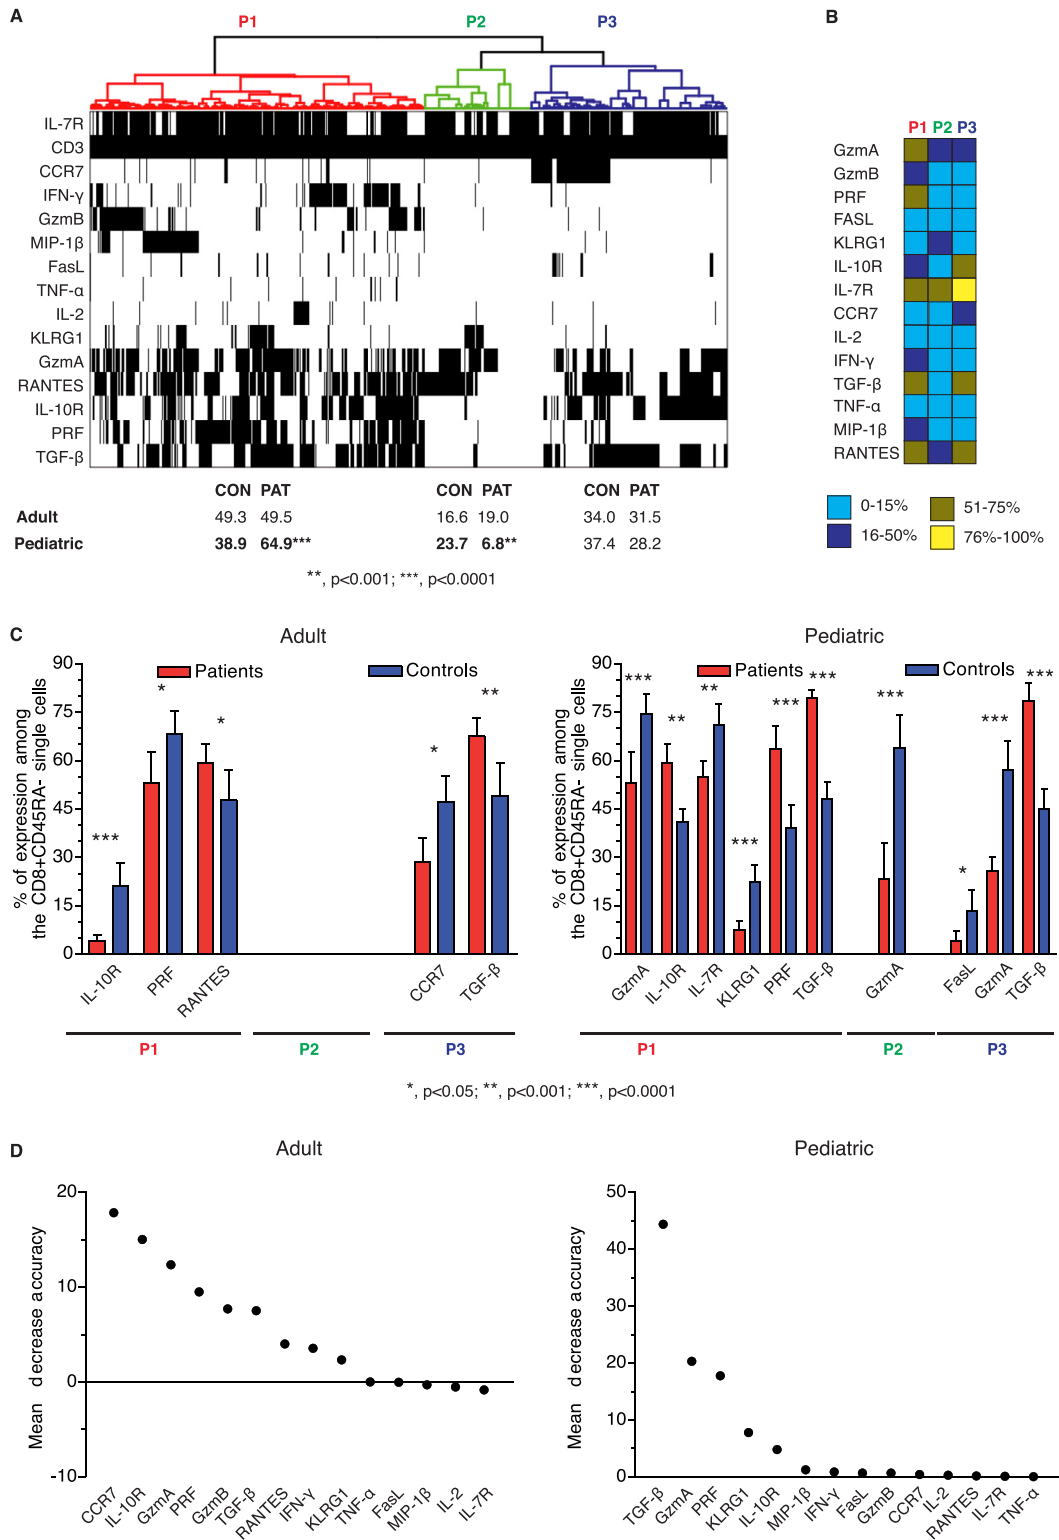 A
P1 P2 P3
IL-7R
CD3
CCR7
IFN-γ
GzmB
MIP-1β
FasL
TNF-α
IL-2
KLRG1
GzmA
RANTES
IL-10R
PRF
TGF-β
CON PAT CON PAT CON PAT
Adult 49.3 49.5 16.6 19.0 34.0 31.5
Pediatric 38.9 64.9*** 23.7 6.8** 37.4 28.2
**, p<0.001; ***, p<0.0001
B
P1 P2 P3
GzmA
GzmB
PRF
FASL
KLRG1
IL-10R
IL-7R
CCR7
IL-2
IFN-γ
TGF-β
TNF-α
MIP-1β
RANTES
0-15% 51-75%
16-50% 76%-100%
C
Adult
Patients Controls
% of expression among
the CD8+CD45RA- single cells
90
75
60
45
30
15
0
*** * * * **
IL-10R PRF RANTES CCR7 TGF-β
P1 P2 P3
Pediatric
Patients Controls
% of expression among
the CD8+CD45RA- single cells
90
75
60
45
30
15
0
*** ** ** *** *** *** *** * *** ***
GzmA IL-10R IL-7R KLRG1 PRF TGF-β GzmA FasL GzmA TGF-β
P1 P2 P3
*, p<0.05; **, p<0.001; ***, p<0.0001
D
Adult
Mean decrease accuracy
20
10
0
-10
CCR7 IL-10R GzmA PRF GzmB TGF-β RANTES IFN-γ KLRG1 TNF-α FasL MIP-1β IL-2 IL-7R
Pediatric
Mean decrease accuracy
50
40
30
20
10
0
TGF-β GzmA PRF KLRG1 IL-10R MIP-1β IFN-γ FasL GzmB CCR7 IL-2 RANTES IL-7R TNF-α